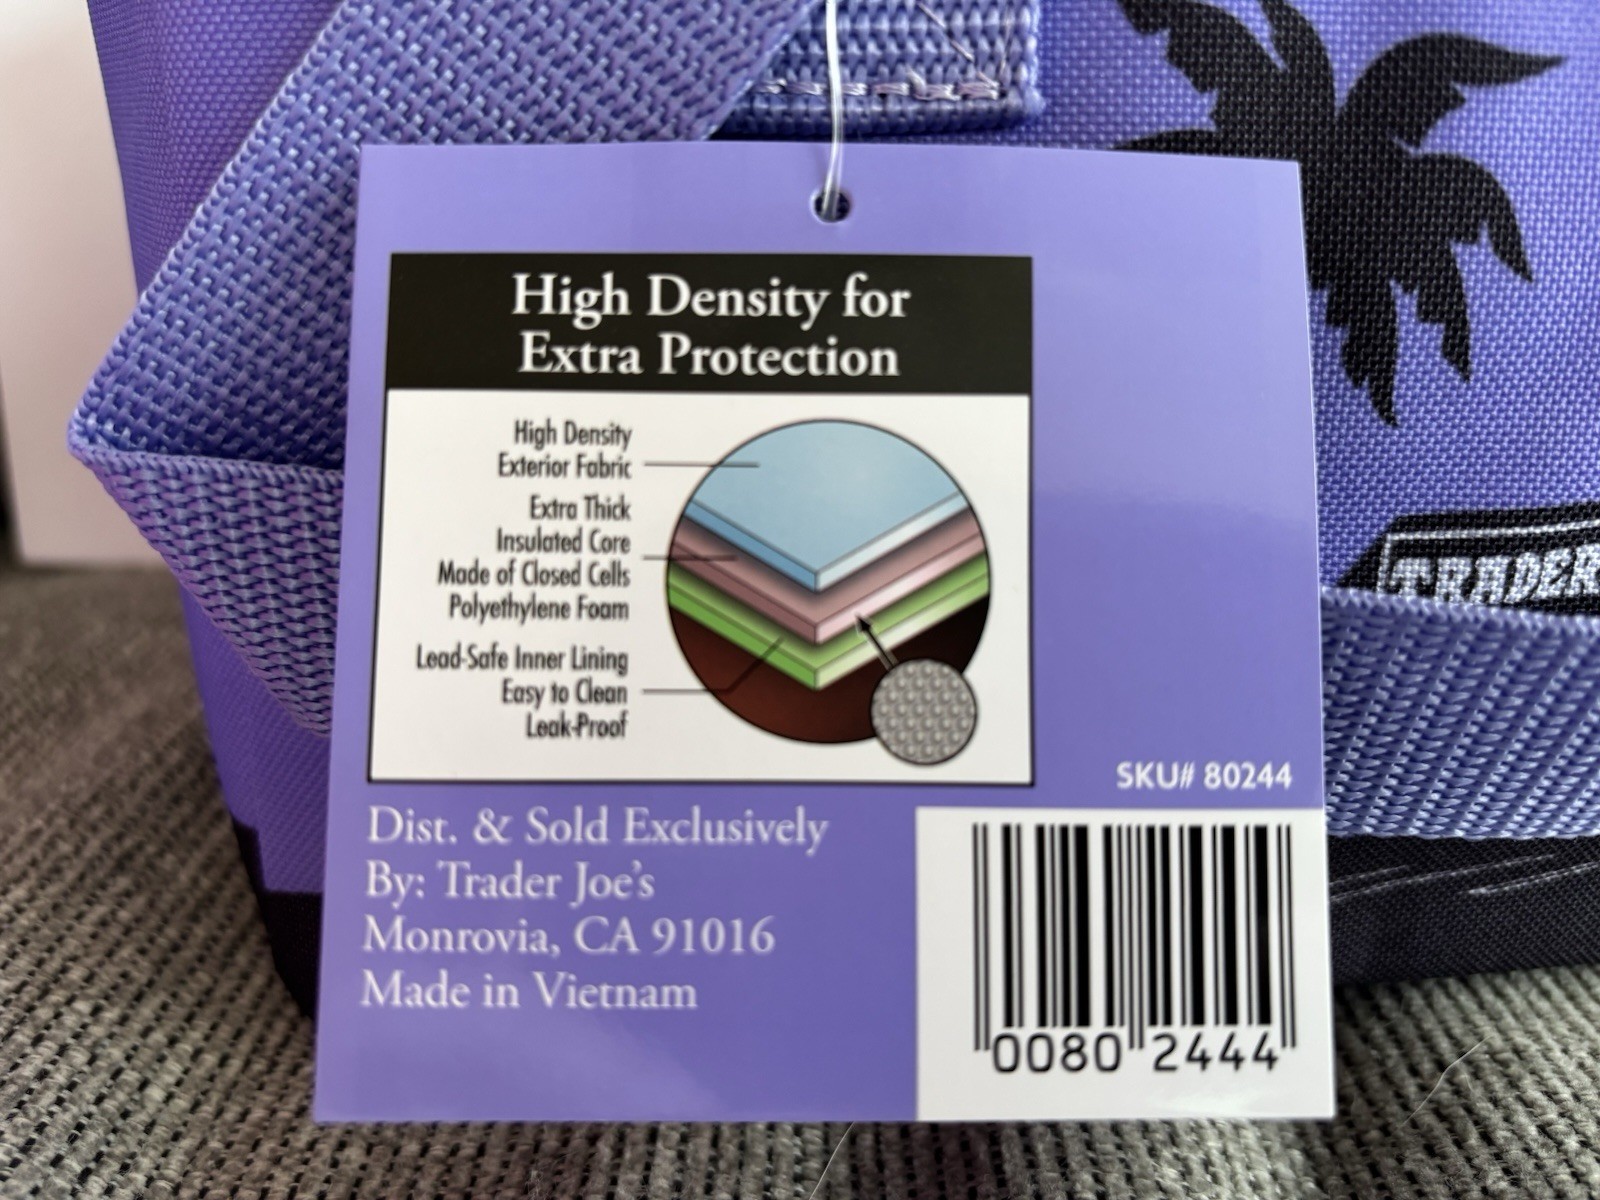 High Density for
Extra Protection
High Density
Exterior Fabric
Extra Thick
Insulated Core
Made of Closed Cells
Polyethylene Foam
Lead-Safe Inner Lining
Easy to Clean
Leak-Proof
SKU# 80244
Dist. & Sold Exclusively
By: Trader Joe's
Monrovia, CA 91016
Made in Vietnam
0080 2444
TRADER